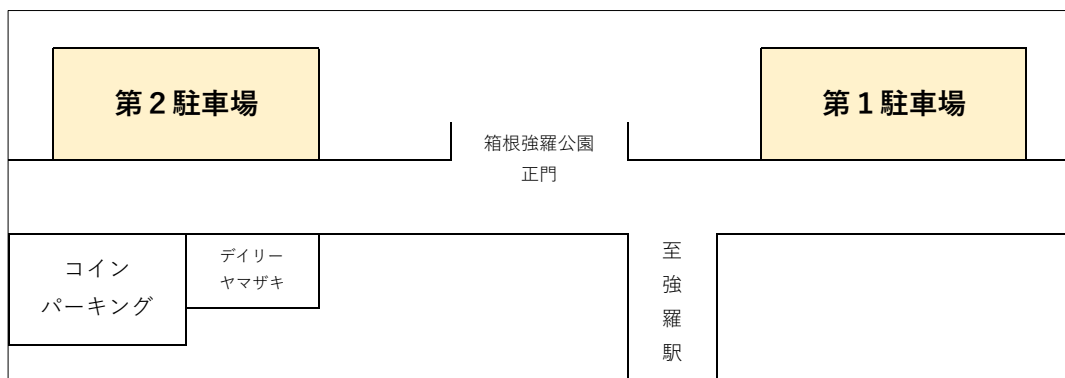 第２駐車場
第１駐車場
箱根強羅公園
正門
コイン
パーキング
デイリー
ヤマザキ
至強羅駅